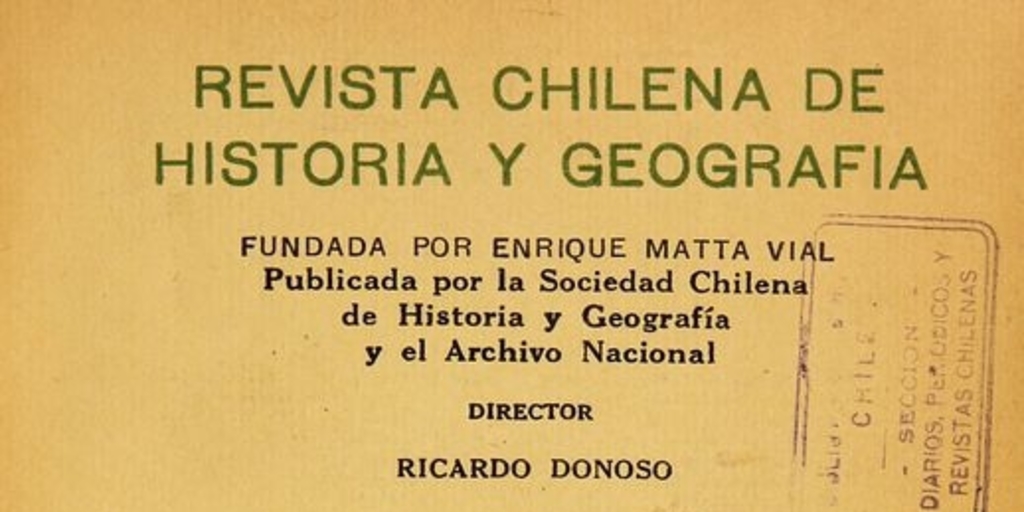 REVISTA CHILENA DE
HISTORIA Y GEOGRAFIA
FUNDADA POR ENRIQUE MATTA VIAL
Publicada por la Sociedad Chilena
de Historia y Geografía
y el Archivo Nacional
DIRECTOR
RICARDO DONOSO
CHILE
- SECCION -
DIARIOS, PERIODICOS Y
REVISTAS CHILENAS